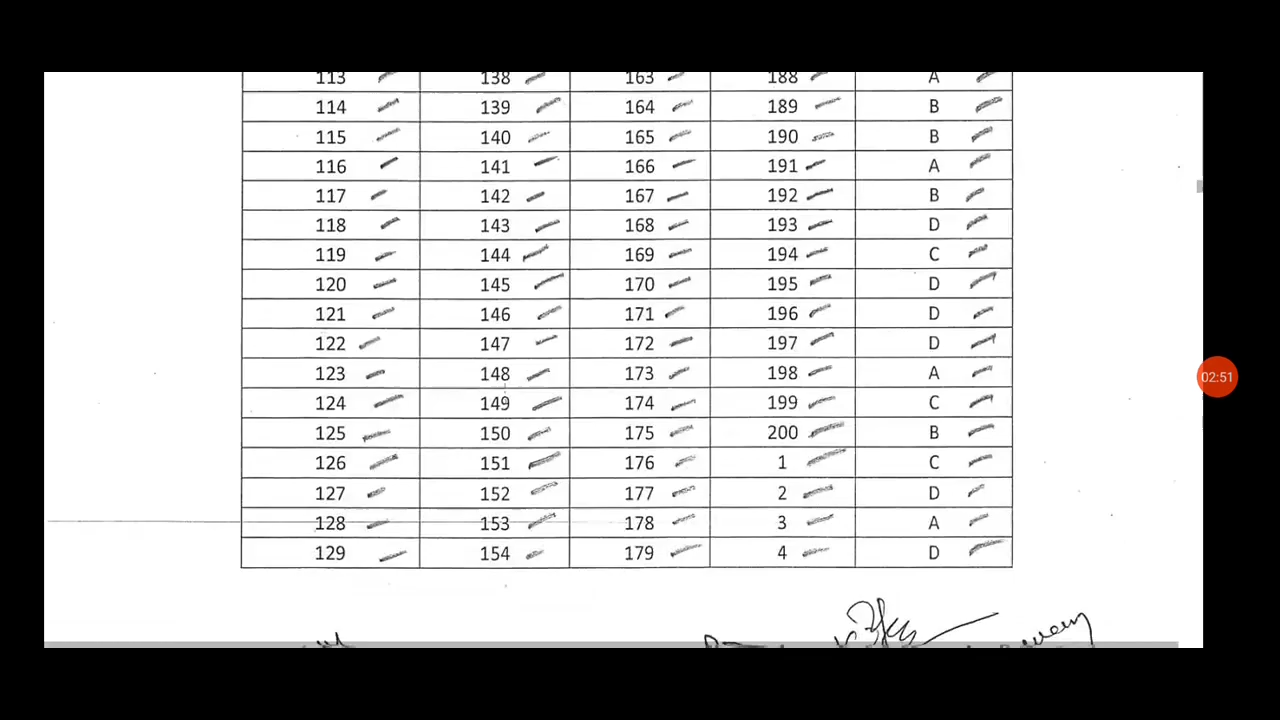 113 138 163 188 A
114 139 164 189 B
115 140 165 190 B
116 141 166 191 A
117 142 167 192 B
118 143 168 193 D
119 144 169 194 C
120 145 170 195 D
121 146 171 196 D
122 147 172 197 D
123 148 173 198 A
124 149 174 199 C
125 150 175 200 B
126 151 176 1 C
127 152 177 2 D
128 153 178 3 A
129 154 179 4 D
02:51